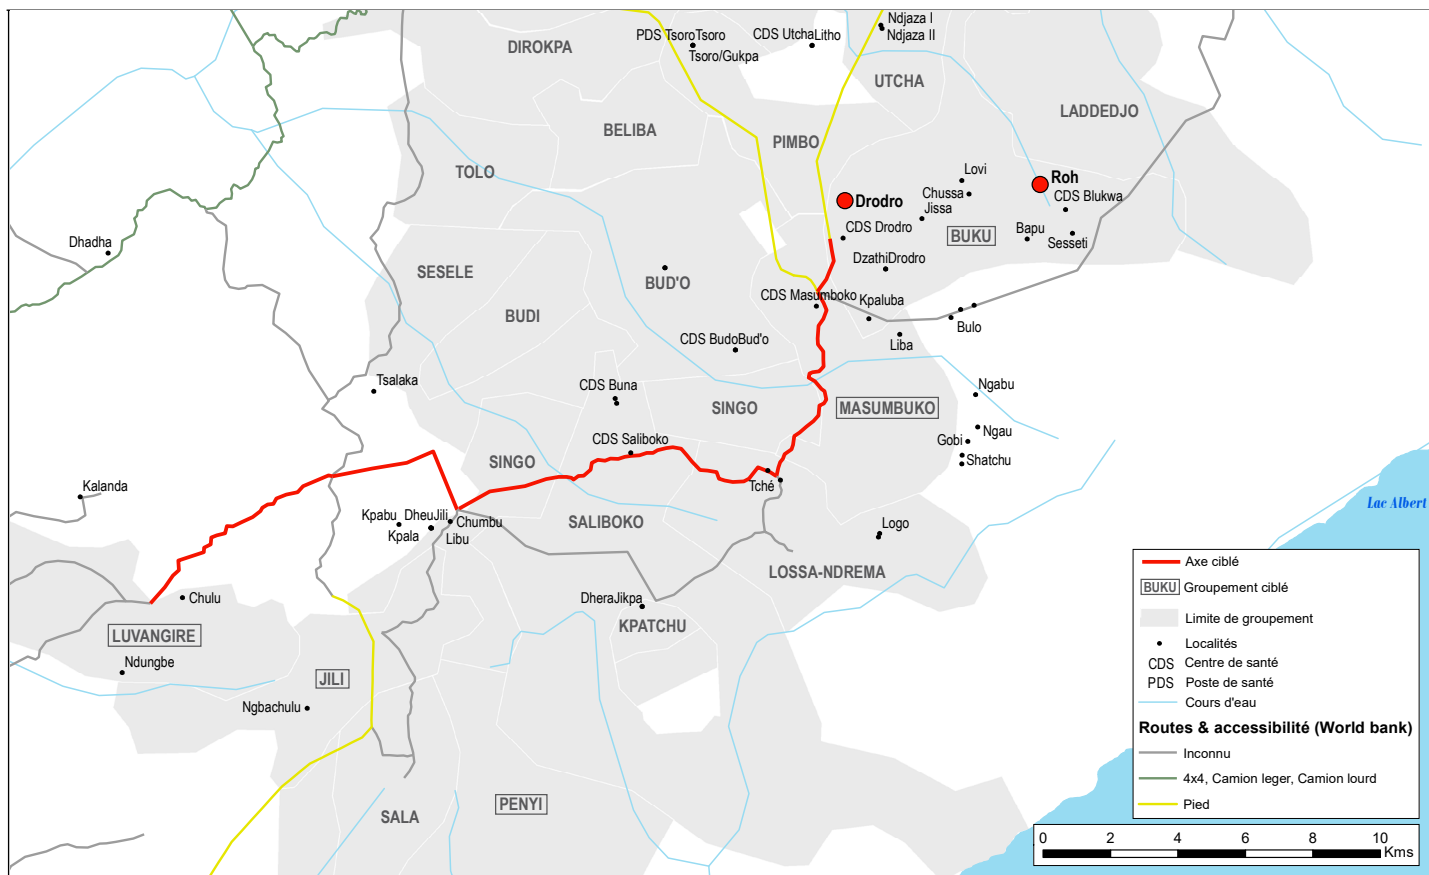 Ndjaza I
Ndjaza II
DIROKPA
PDS TsoroTsoro
Tsoro/Gukpa
CDS UtchaLitho
UTCHA
LADDEDJO
BELIBA
PIMBO
TOLO
Lovi
Roh
Chussa
CDS Blukwa
Drodro
Jissa
CDS Drodro
BUKU
Bapu
Sesseti
Dhadha
DzathiDrodro
SESELE
BUD'O
CDS Masumboko
Kpaluba
BUDI
Bulo
Liba
CDS BudoBud'o
Tsalaka
CDS Buna
Ngabu
SINGO
MASUMBUKO
Ngau
Gobi
CDS Saliboko
SINGO
Shatchu
Kalanda
Tché
Lac Albert
Kpabu
DheuJili
Chumbu
SALIBOKO
Kpala
Libu
Logo
LOSSA-NDREMA
Chulu
DheraJikpa
KPATCHU
LUVANGIRE
Ndungbe
JILI
Ngbachulu
PENYI
SALA
Axe ciblé
BUKU Groupement ciblé
Limite de groupement
Localités
CDS Centre de santé
PDS Poste de santé
Cours d'eau
Routes & accessibilité (World bank)
Inconnu
4x4, Camion leger, Camion lourd
Pied
0 2 4 6 8 10
Kms